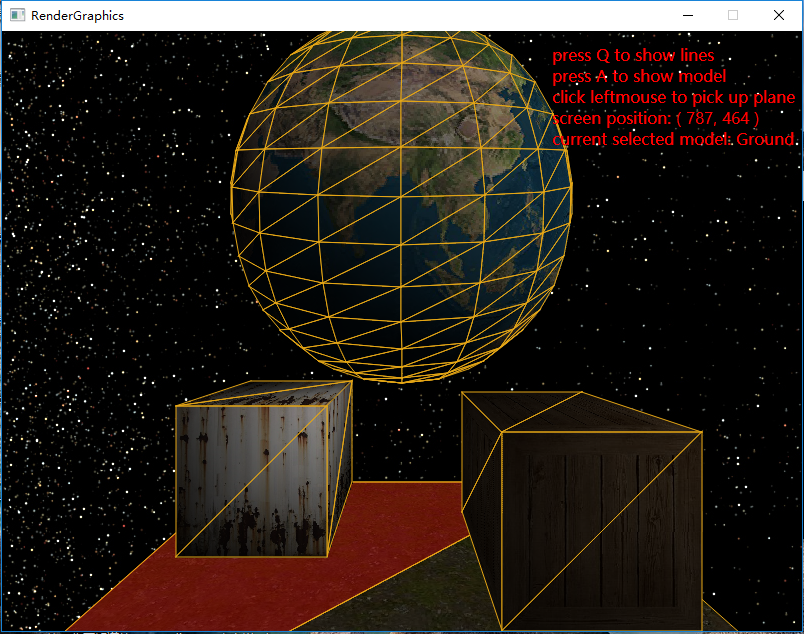 RenderGraphics
press Q to show lines
press A to show model
click leftmouse to pick up plane
screen position: ( 787, 464 )
current selected model: Ground.